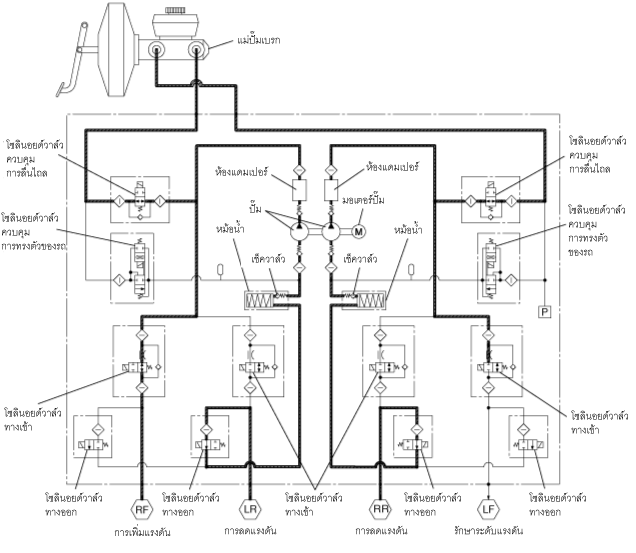 แม่ปั๊มเบรก
โซลินอยด์วาล์ว
ควบคุม
การลื่นไถล
ห้องแดมเปอร์
ห้องแดมเปอร์
โซลินอยด์วาล์ว
ควบคุม
การลื่นไถล
ปั๊ม
มอเตอร์ปั๊ม
M
โซลินอยด์วาล์ว
ควบคุม
การทรงตัวของรถ
หม้อน้ำ
เช็ควาล์ว
เช็ควาล์ว
หม้อน้ำ
โซลินอยด์วาล์ว
ควบคุม
การทรงตัว
ของรถ
P
โซลินอยด์วาล์ว
ทางเข้า
โซลินอยด์วาล์ว
ทางเข้า
โซลินอยด์วาล์ว
ทางออก
โซลินอยด์วาล์ว
ทางออก
โซลินอยด์วาล์ว
ทางเข้า
โซลินอยด์วาล์ว
ทางออก
โซลินอยด์วาล์ว
ทางออก
RF
LR
RR
LF
การเพิ่มแรงดัน
การลดแรงดัน
การลดแรงดัน
รักษาระดับแรงดัน